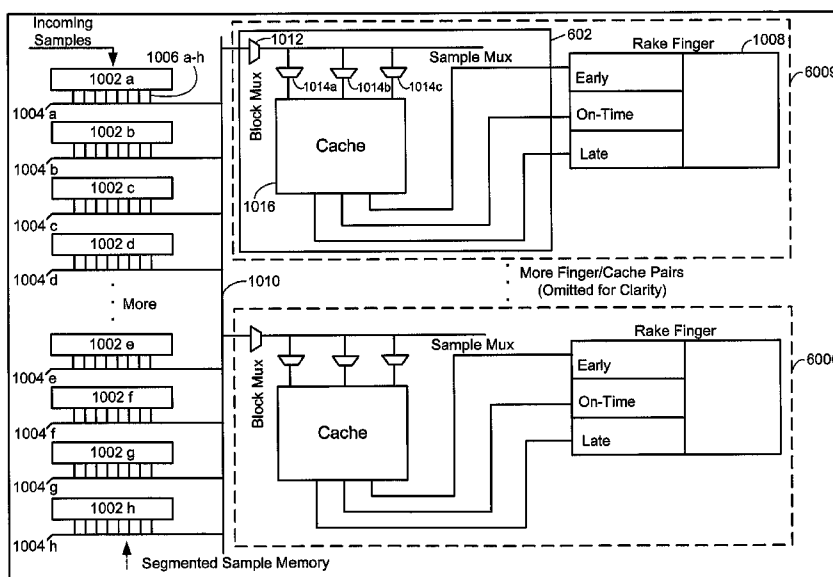 Incoming
Samples
1006 a-h
1002 a
1004 a
1002 b
1004 b
1002 c
1004 c
1002 d
1004 d
More
1002 e
1004 e
1002 f
1004 f
1002 g
1004 g
1002 h
1004 h
Segmented Sample Memory
1010
1012
Block Mux
1014a
1014b
1014c
Sample Mux
602
Cache
1016
Rake Finger
1008
Early
On-Time
Late
More Finger/Cache Pairs
(Omitted for Clarity)
Block Mux
Sample Mux
Cache
Rake Finger
Early
On-Time
Late